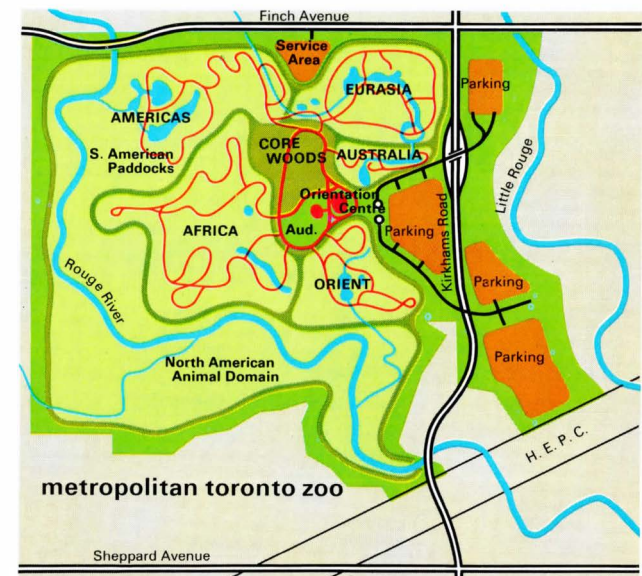 Finch Avenue
Service
Area
Parking
EURASIA
AMERICAS
CORE
WOODS
AUSTRALIA
S. American
Paddocks
Orientation
Centre
Little Rouge
Kirkhams Road
AFRICA
Aud.
Parking
ORIENT
Parking
Rouge River
Parking
North American
Animal Domain
H.E.P.C.
metropolitan toronto zoo
Sheppard Avenue